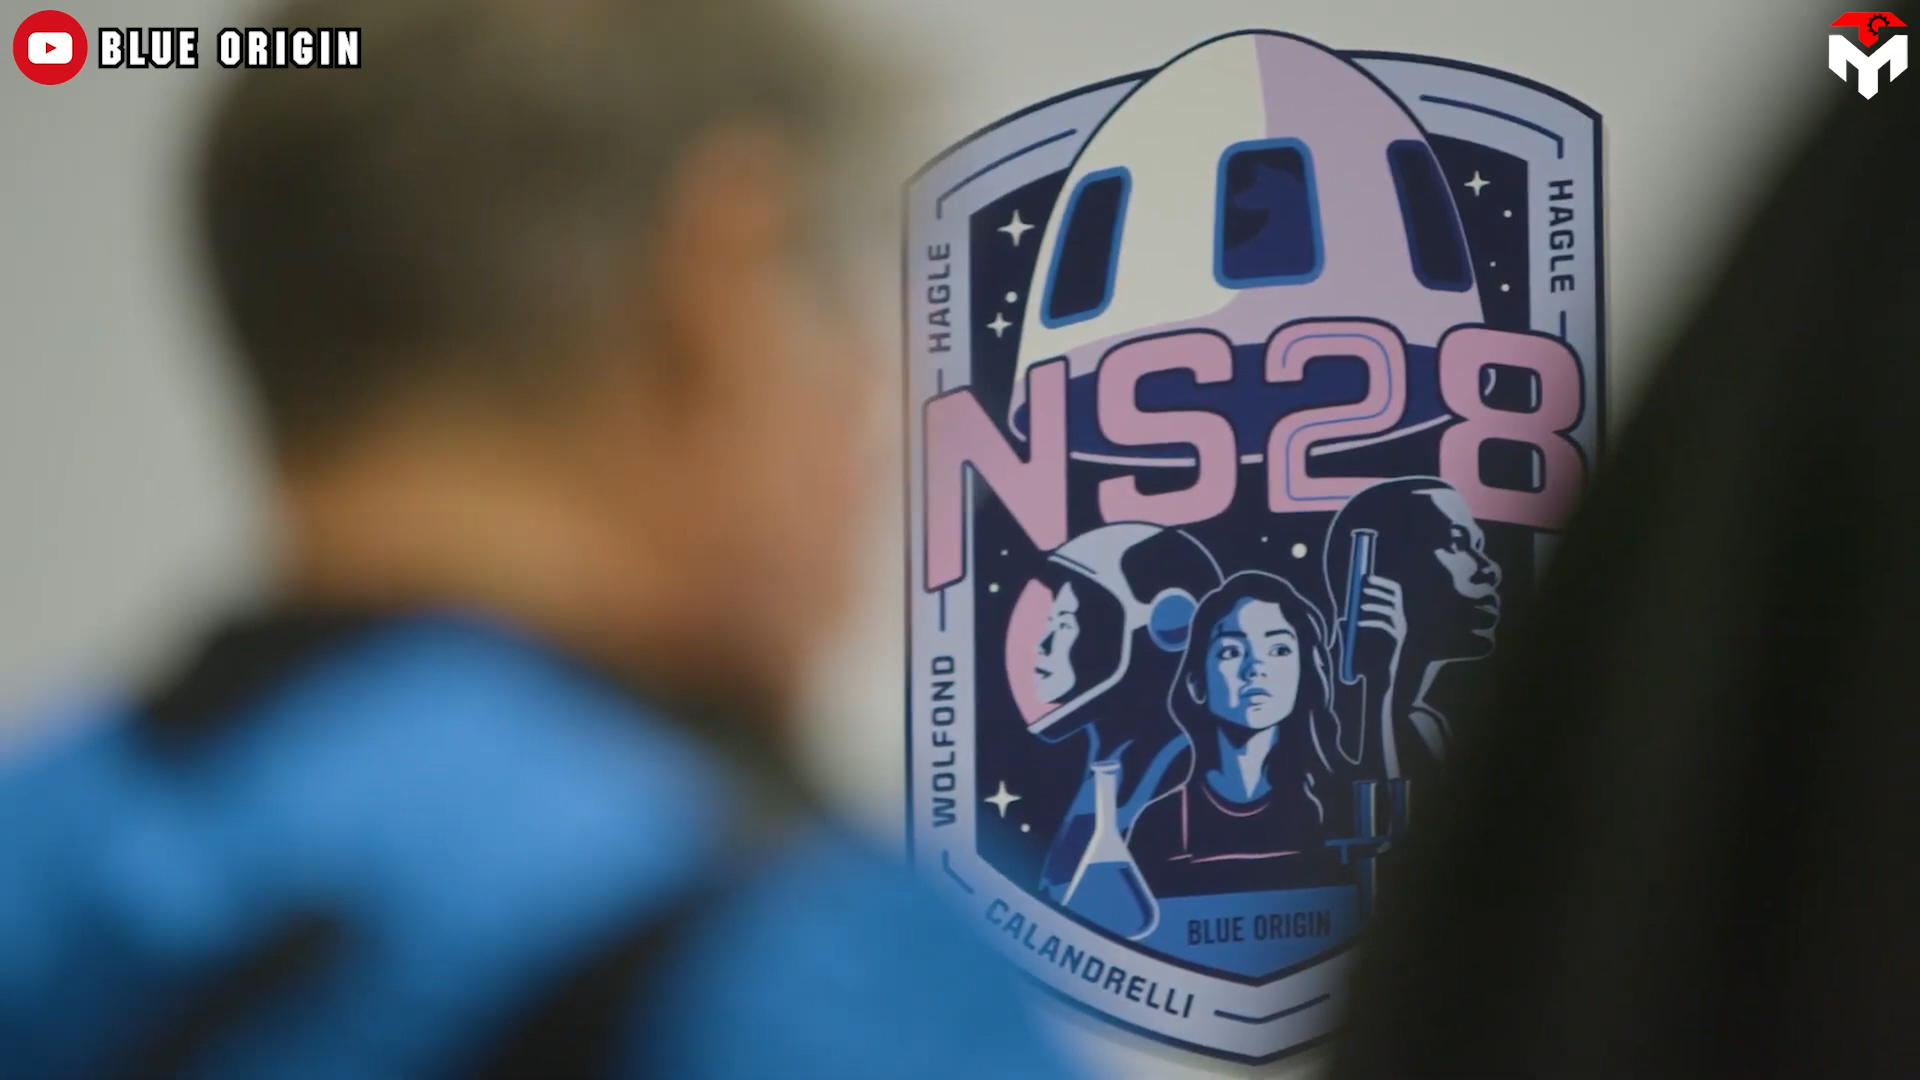 BLUE ORIGIN
HAGLE
HAGLE
NS28
WOLFOND
CALANDRELLI
BLUE ORIGIN